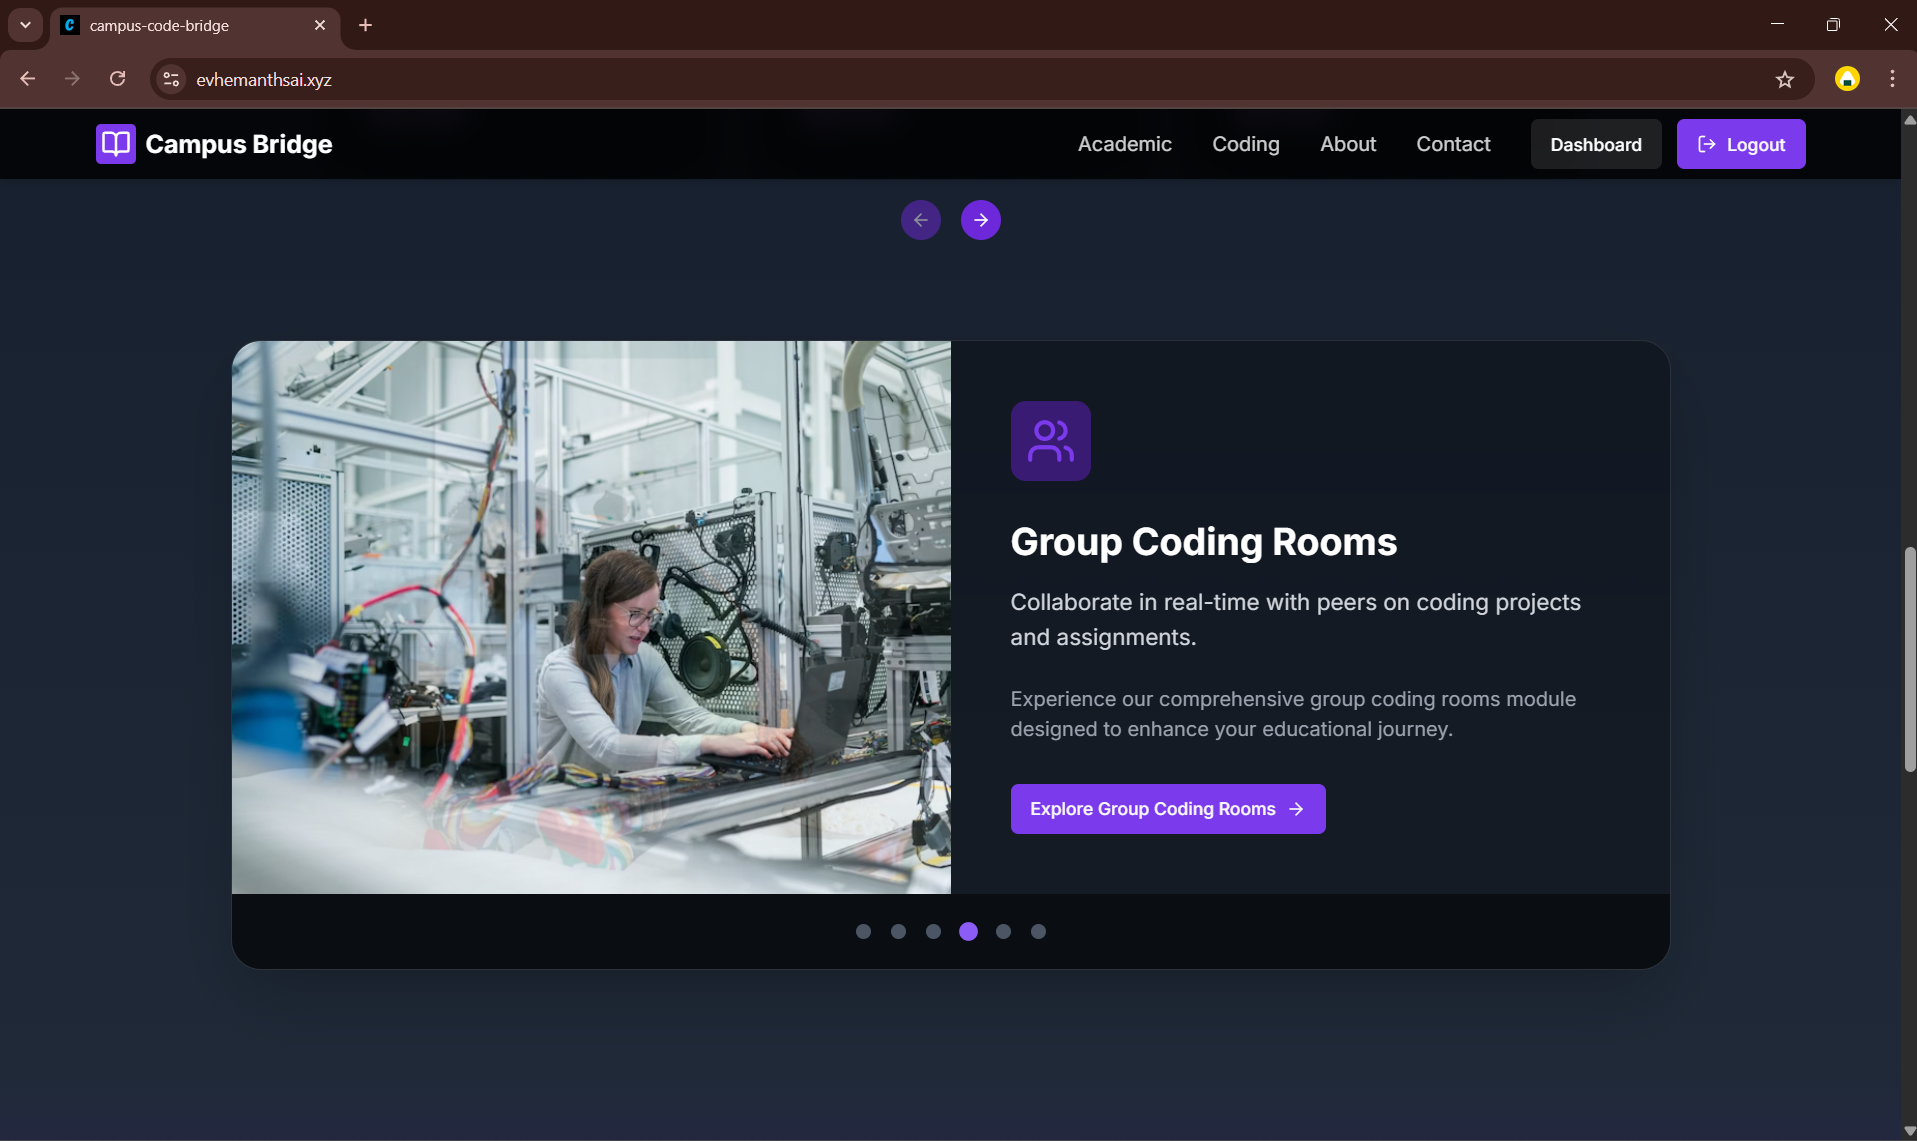 campus-code-bridge
evhemanthsai.xyz
Campus Bridge
Academic
Coding
About
Contact
Dashboard
Logout
Group Coding Rooms
Collaborate in real-time with peers on coding projects
and assignments.
Experience our comprehensive group coding rooms module
designed to enhance your educational journey.
Explore Group Coding Rooms